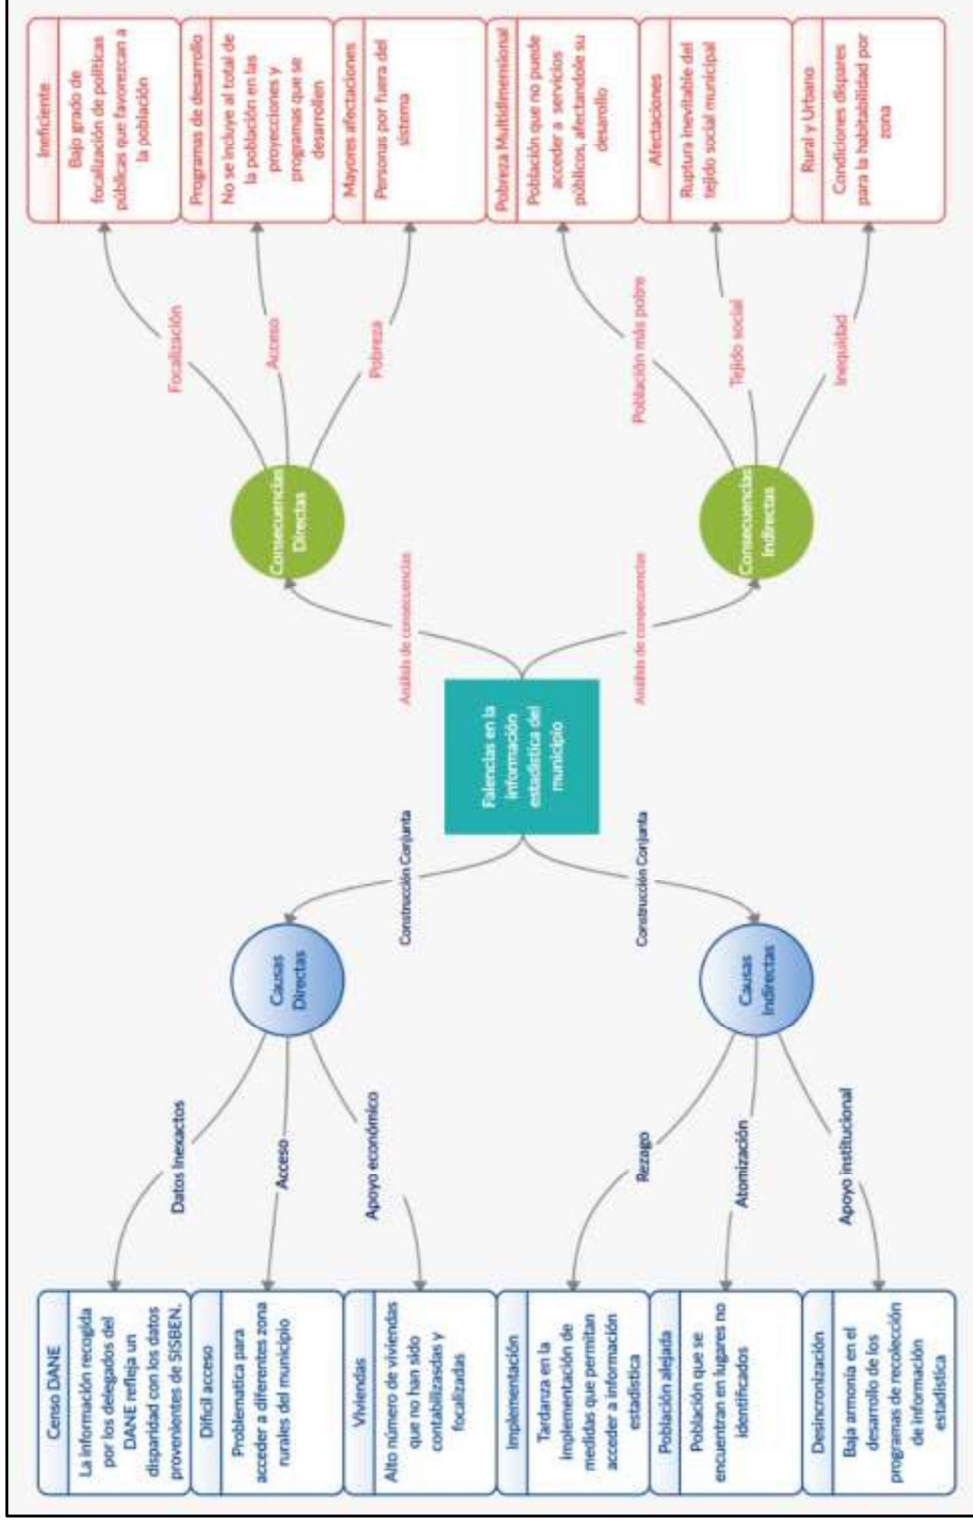 Censo DANE
La información recogida
por los delegados del
DANE refleja un
disparidad con los datos
provenientes de SISBEN.
Difícil acceso
Problematica para
acceder a diferentes zona
rurales del municipio
Viviendas
Alto número de viviendas
que no han sido
contabilizasadas y
focalizadas
Implementación
Tardanza en la
implementación de
medidas que permitan
acceder a información
estadística
Población alejada
Población que se
encuentran en lugares no
identificados
Desincronización
Baja armonía en el
desarrollo de los
programas de recolección
de información
estadística
Datos Inexactos
Acceso
Apoyo económico
Rezago
Atomización
Apoyo institucional
Causas
Directas
Causas
Indirectas
Construcción Conjunta
Construcción Conjunta
Falencias en la
información
estadística del
municipio
Análisis de consecuencias
Análisis de consecuencias
Consecuencias
Directas
Consecuencias
Indirectas
Focalización
Acceso
Pobreza
Población más pobre
Tejido social
Inequidad
Ineficiente
Bajo grado de
focalización de políticas
públicas que favorezcan a
la población
Programas de desarrollo
No se incluye al total de
la población en las
proyecciones y
programas que se
desarrollen
Mayores afectaciones
Personas por fuera del
sistema
Pobreza Multidimensional
Población que no puede
acceder a servicios
públicos, afectandole su
desarollo
Afectaciones
Ruptura inevitable del
tejido social municipal
Rural y Urbano
Condiciones dispares
para la habitabilidad por
zona